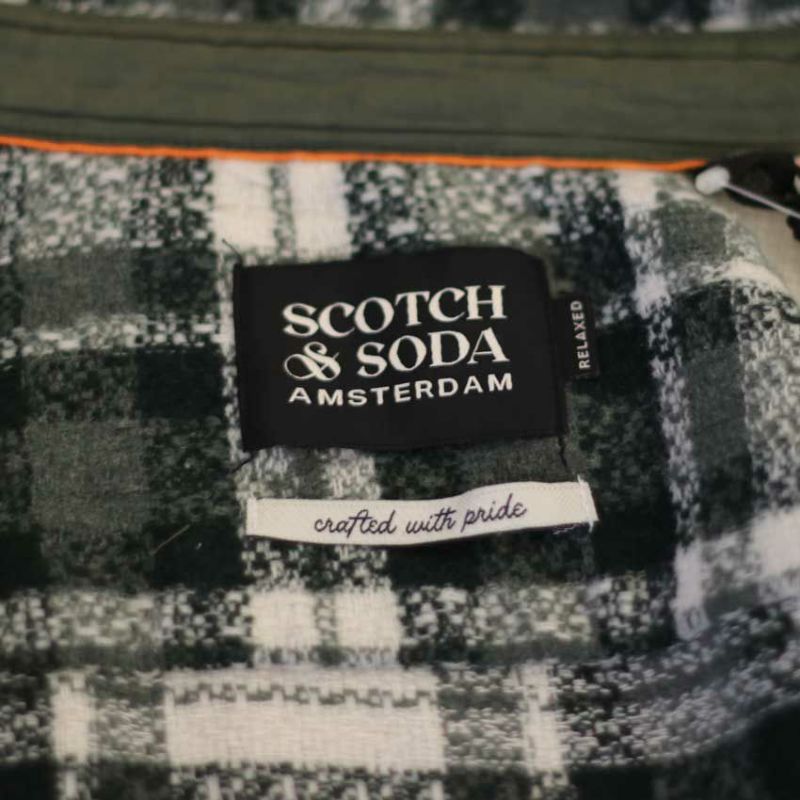 SCOTCH
& SODA
AMSTERDAM
RELAXED
crafted with pride